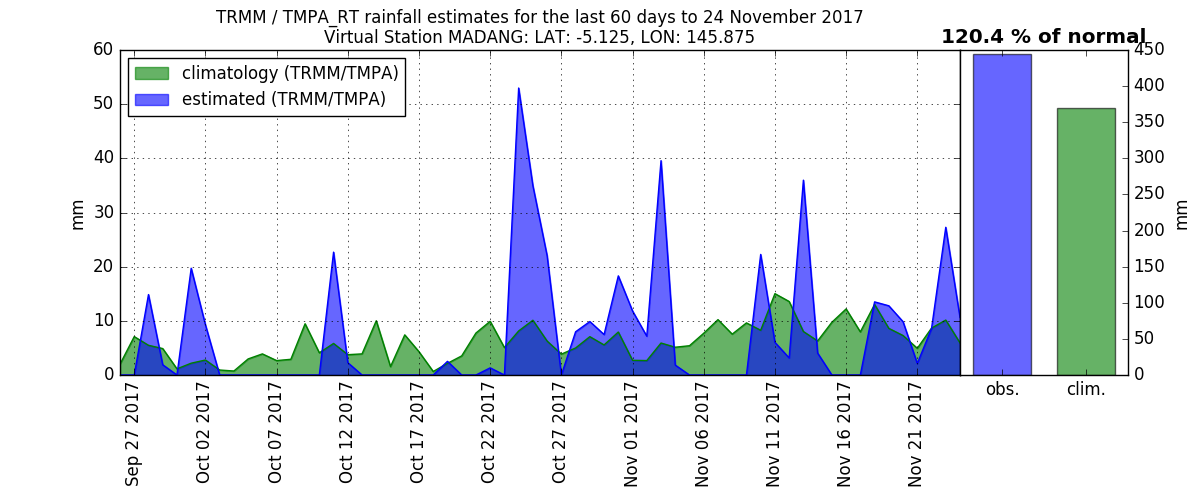 TRMM / TMPA_RT rainfall estimates for the last 60 days to 24 November 2017
Virtual Station MADANG: LAT: -5.125, LON: 145.875
120.4 % of normal
climatology (TRMM/TMPA)
estimated (TRMM/TMPA)
60
50
40
30
20
10
0
mm
450
400
350
300
250
200
150
100
50
0
mm
Sep 27 2017
Oct 02 2017
Oct 07 2017
Oct 12 2017
Oct 17 2017
Oct 22 2017
Oct 27 2017
Nov 01 2017
Nov 06 2017
Nov 11 2017
Nov 16 2017
Nov 21 2017
obs.
clim.